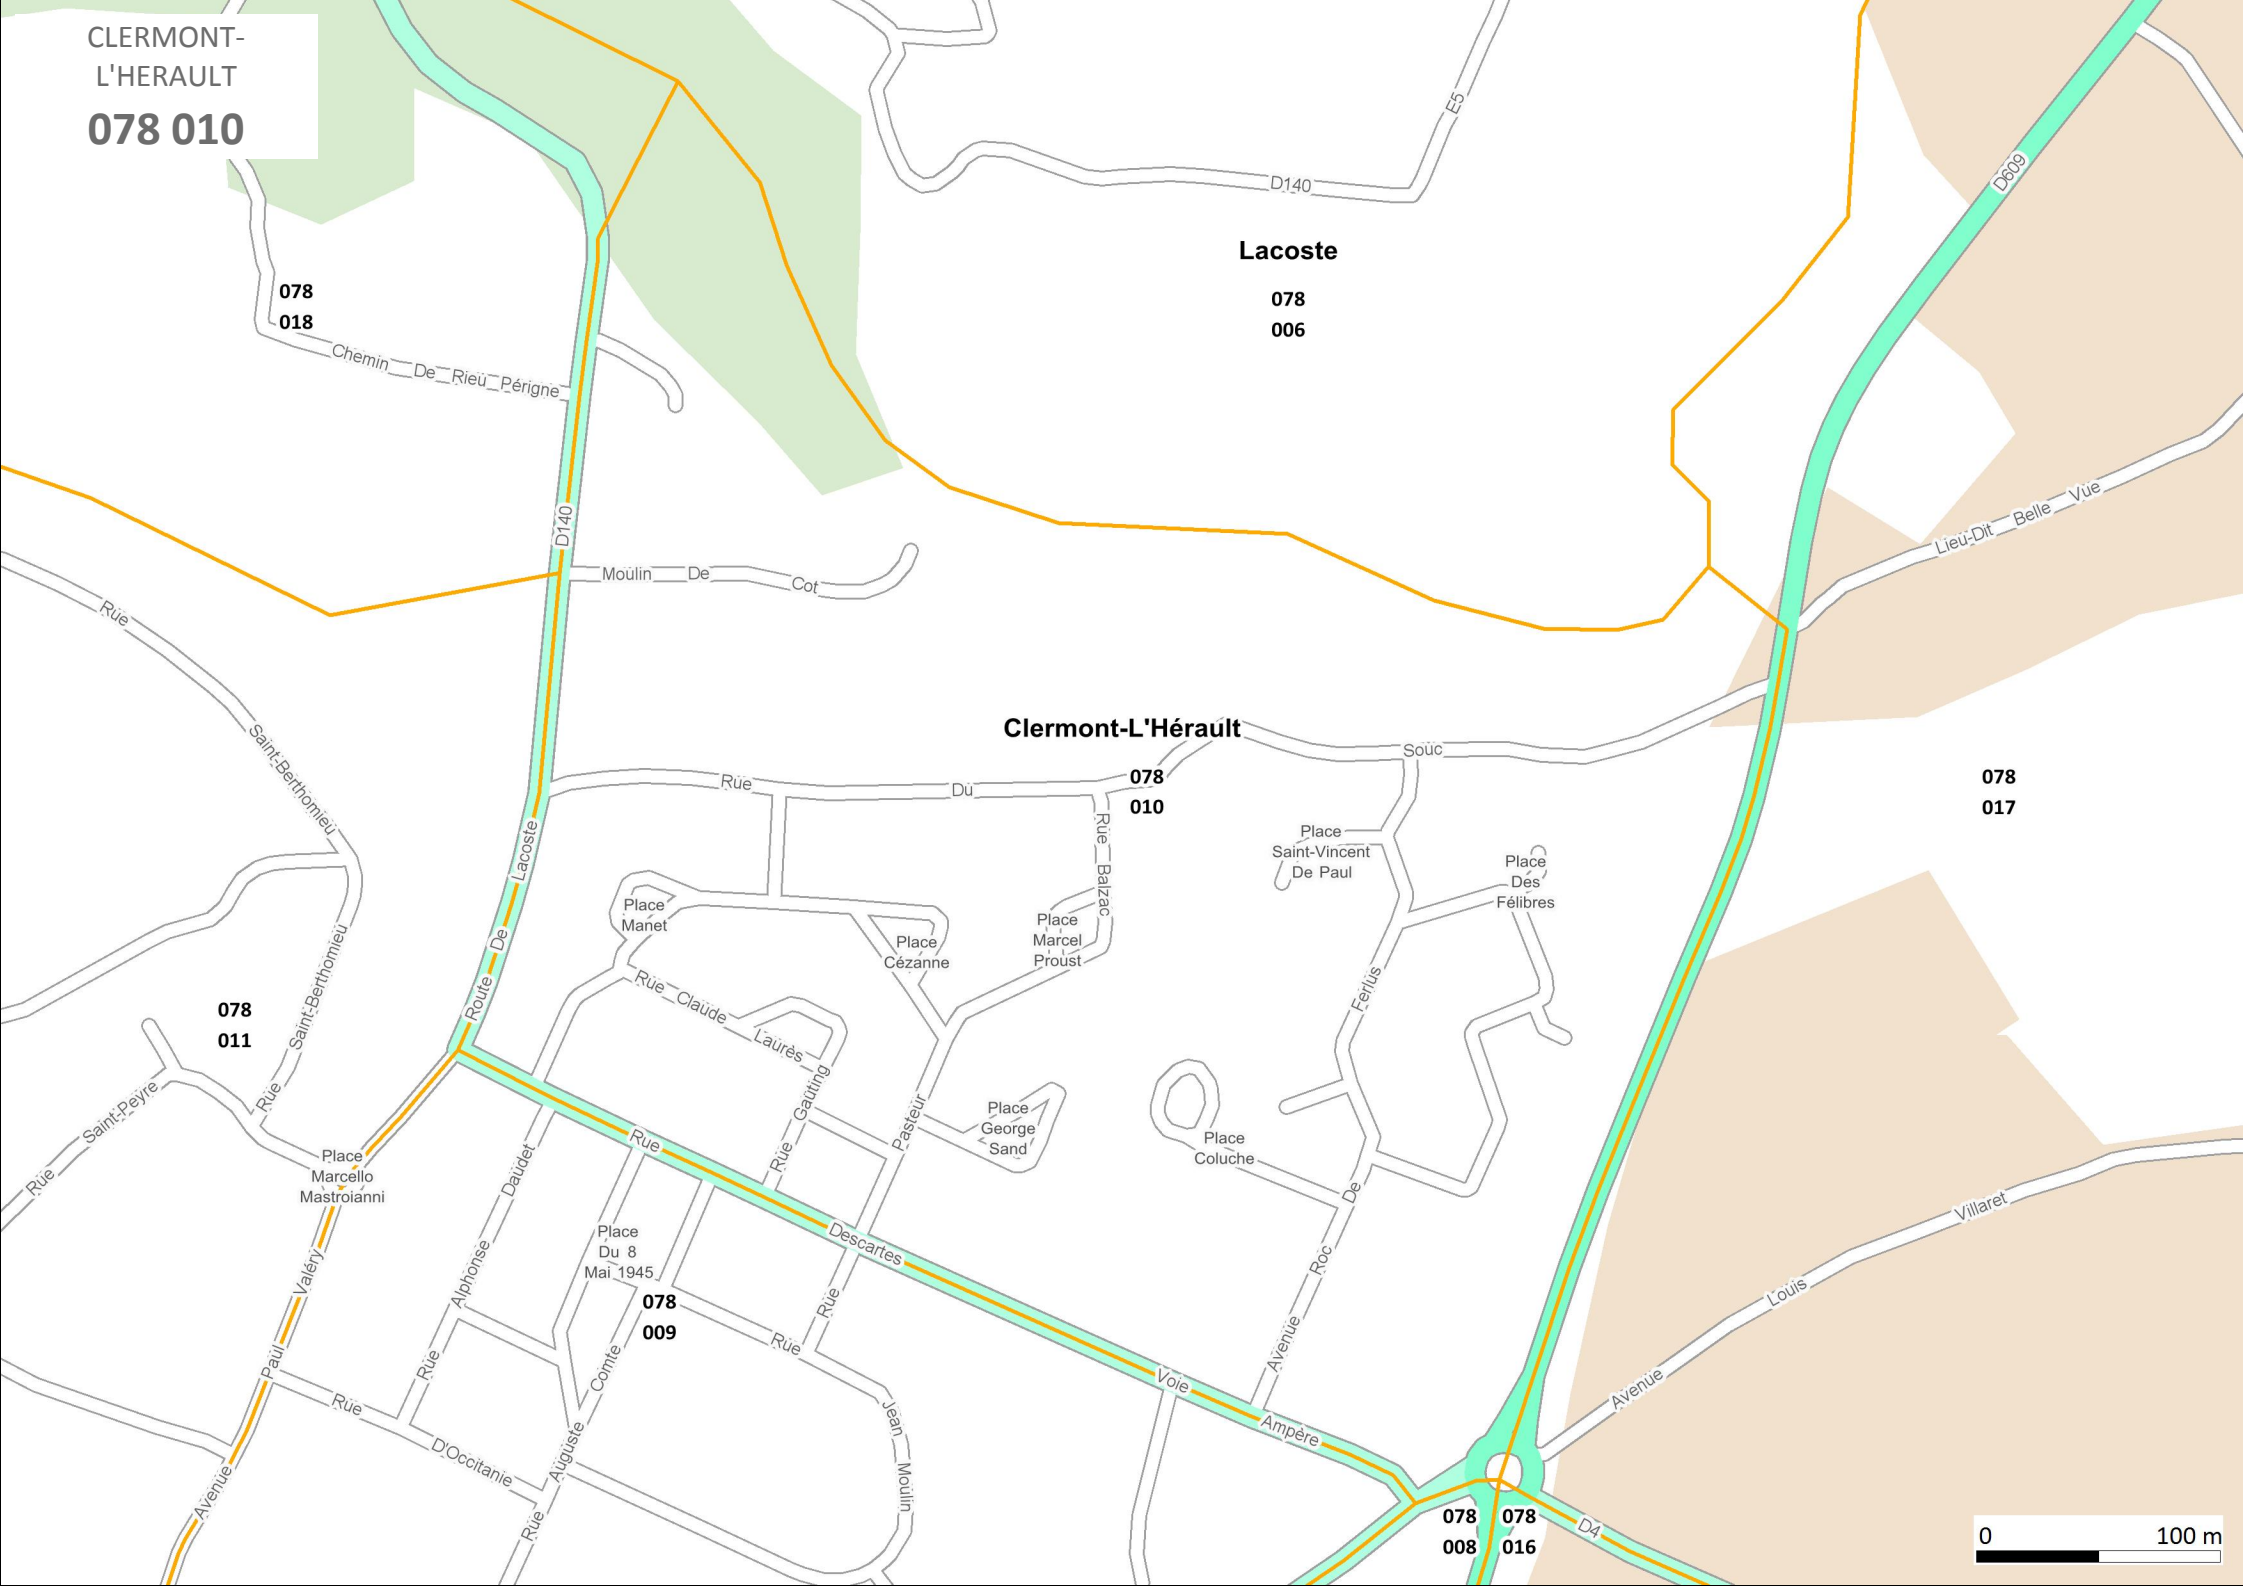 CLERMONT-
L'HERAULT
078 010
E5
D140
D609
Lacoste
078
006
078
018
Chemin De Rieu Périgne
D140
Moulin De Cot
Lieu-Dit Belle Vue
Rue Saint-Berthomieu
Clermont-L'Hérault
078
010
Rue Du Souc
078
017
Route De Lacoste
Rue Balzac
Place
Saint-Vincent
De Paul
Place
Des
Félibres
Place
Manet
Place
Cézanne
Place
Marcel
Proust
Rue Claude Laurès
Avenue Roc De Ferlus
078
011
Rue Saint-Berthomieu
Rue Saint-Peyre
Rue Gauting
Rue Pasteur
Place
George
Sand
Place
Coluche
Place
Marcello
Mastroianni
Rue Descartes
Rue Alphonse Daudet
Place
Du 8
Mai 1945
078
009
Avenue Paul Valéry
Rue Jean Moulin
Rue Auguste Comte
Rue D'Occitanie
Voie Ampère
Avenue Louis Villaret
078
008
078
016
D4
0 100 m